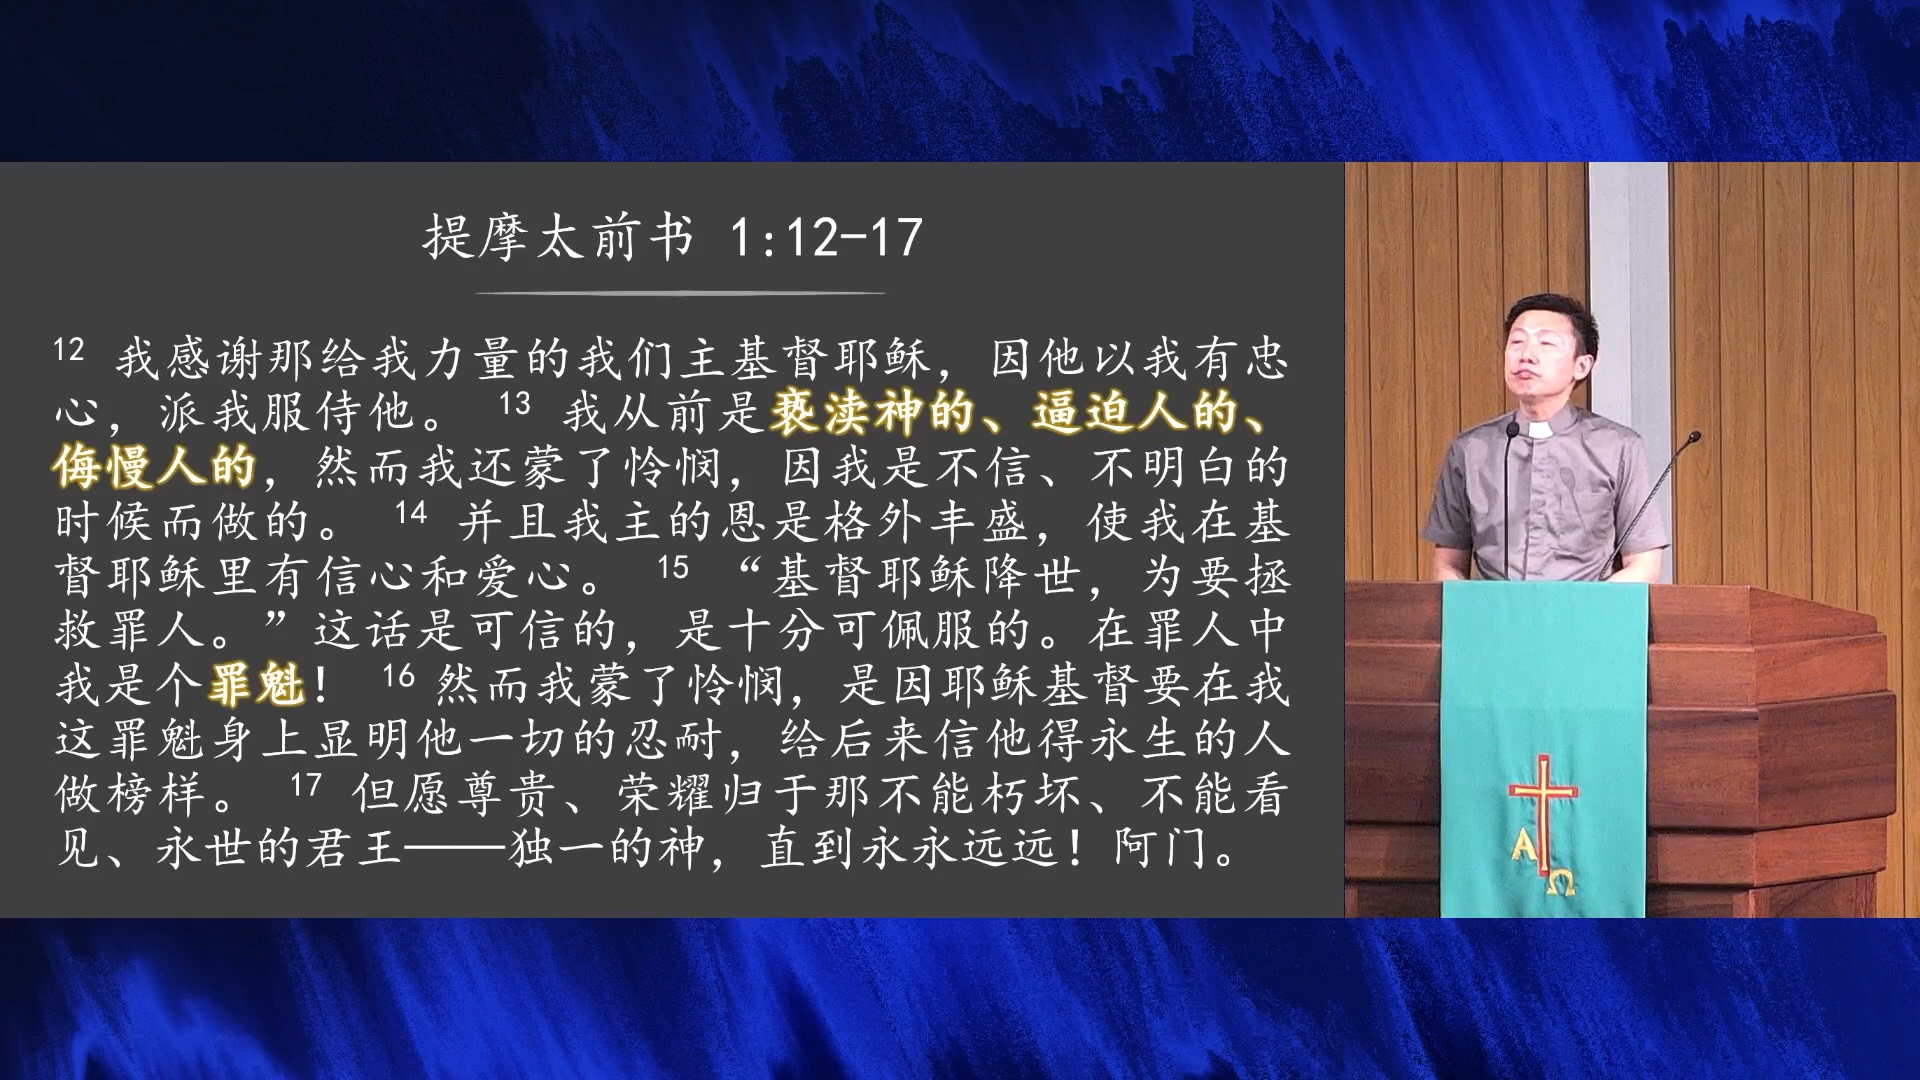 提摩太前书 1:12-17
12 我感谢那给我力量的我们主基督耶稣，因他以我有忠
心，派我服侍他。 13 我从前是亵渎神的、逼迫人的、
侮慢人的，然而我还蒙了怜悯，因我是不信、不明白的
时候而做的。 14 并且我主的恩是格外丰盛，使我在基
督耶稣里有信心和爱心。 15 “基督耶稣降世，为要拯
救罪人。”这话是可信的，是十分可佩服的。在罪人中
我是个罪魁！ 16 然而我蒙了怜悯，是因耶稣基督要在我
这罪魁身上显明他一切的忍耐，给后来信他得永生的人
做榜样。 17 但愿尊贵、荣耀归于那不能朽坏、不能看
见、永世的君王——独一的神，直到永永远远！阿门。
Α
Ω